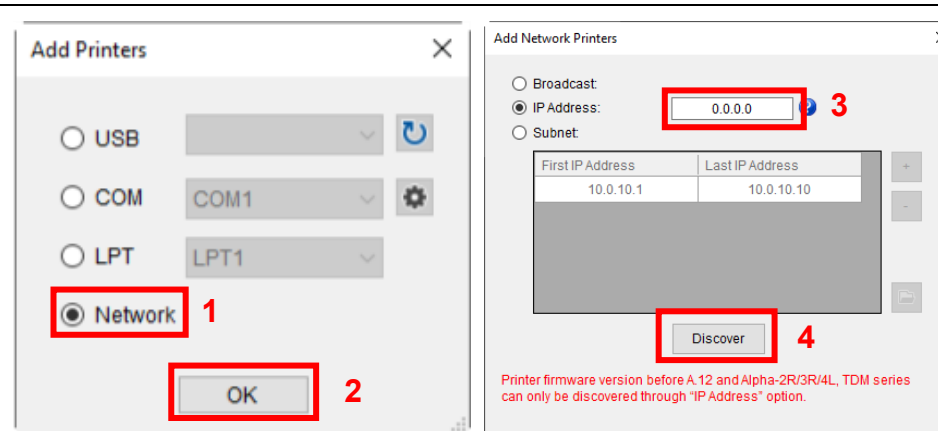 Add Printers
USB
COM
COM1
LPT
LPT1
Network
1
OK
2
Add Network Printers
Broadcast:
IP Address:
0.0.0.0
3
Subnet:
First IP Address
Last IP Address
10.0.10.1
10.0.10.10
+
-
Discover
4
Printer firmware version before A.12 and Alpha-2R/3R/4L, TDM series
can only be discovered through "IP Address" option.